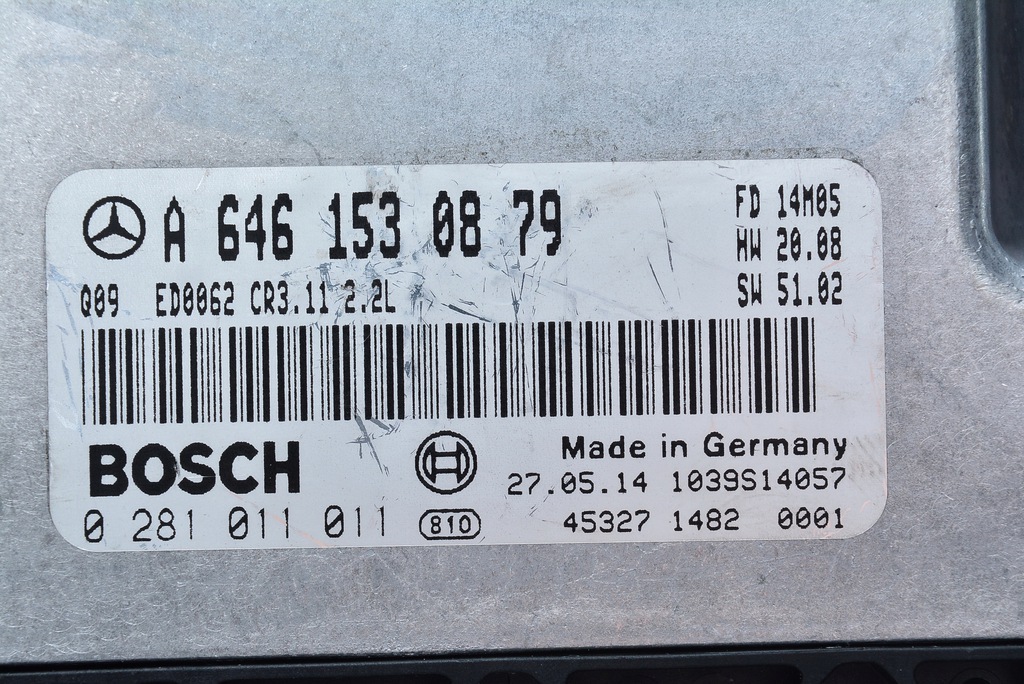 A 646 153 08 79
FD 14M05
HW 20.08
Q09 ED0062 CR3.11 2.2L
SW 51.02
BOSCH
Made in Germany
27.05.14 1039S14057
0 281 011 011 810 45327 1482 0001